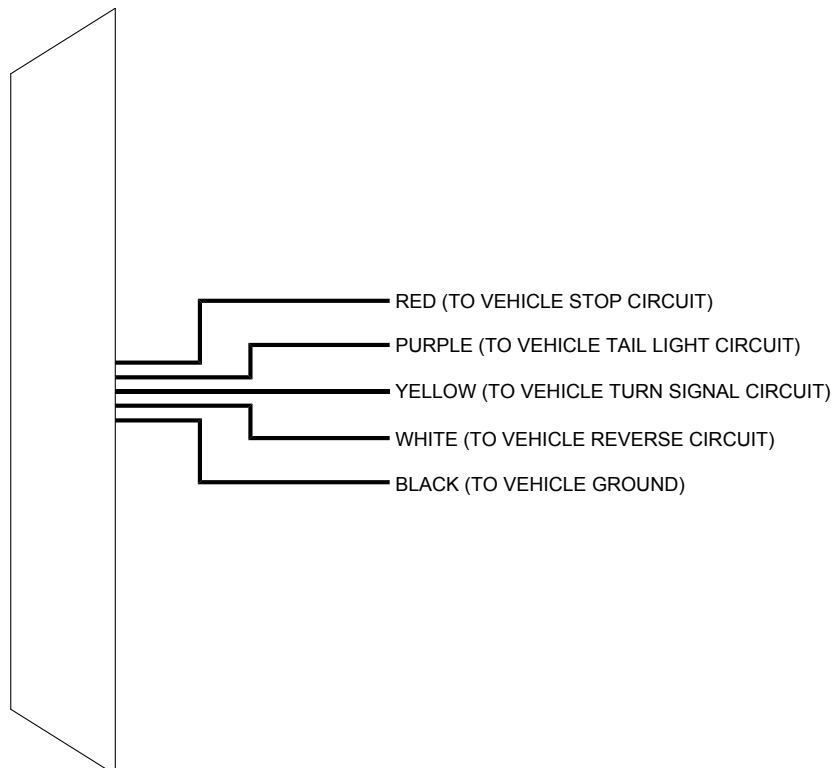 RED (TO VEHICLE STOP CIRCUIT)
PURPLE (TO VEHICLE TAIL LIGHT CIRCUIT)
YELLOW (TO VEHICLE TURN SIGNAL CIRCUIT)
WHITE (TO VEHICLE REVERSE CIRCUIT)
BLACK (TO VEHICLE GROUND)